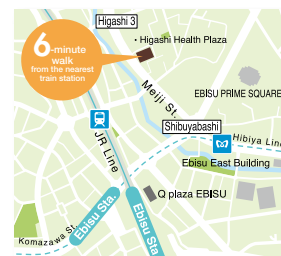 Higashi 3
・Higashi Health Plaza
6-minute
walk
from the nearest
train station
Meiji St.
EBISU PRIME SQUARE
Shibuyabashi
Hibiya Line
JR Line
Ebisu East Building
Q plaza EBISU
Ebisu Sta.
Ebisu Sta
Komazawa St.